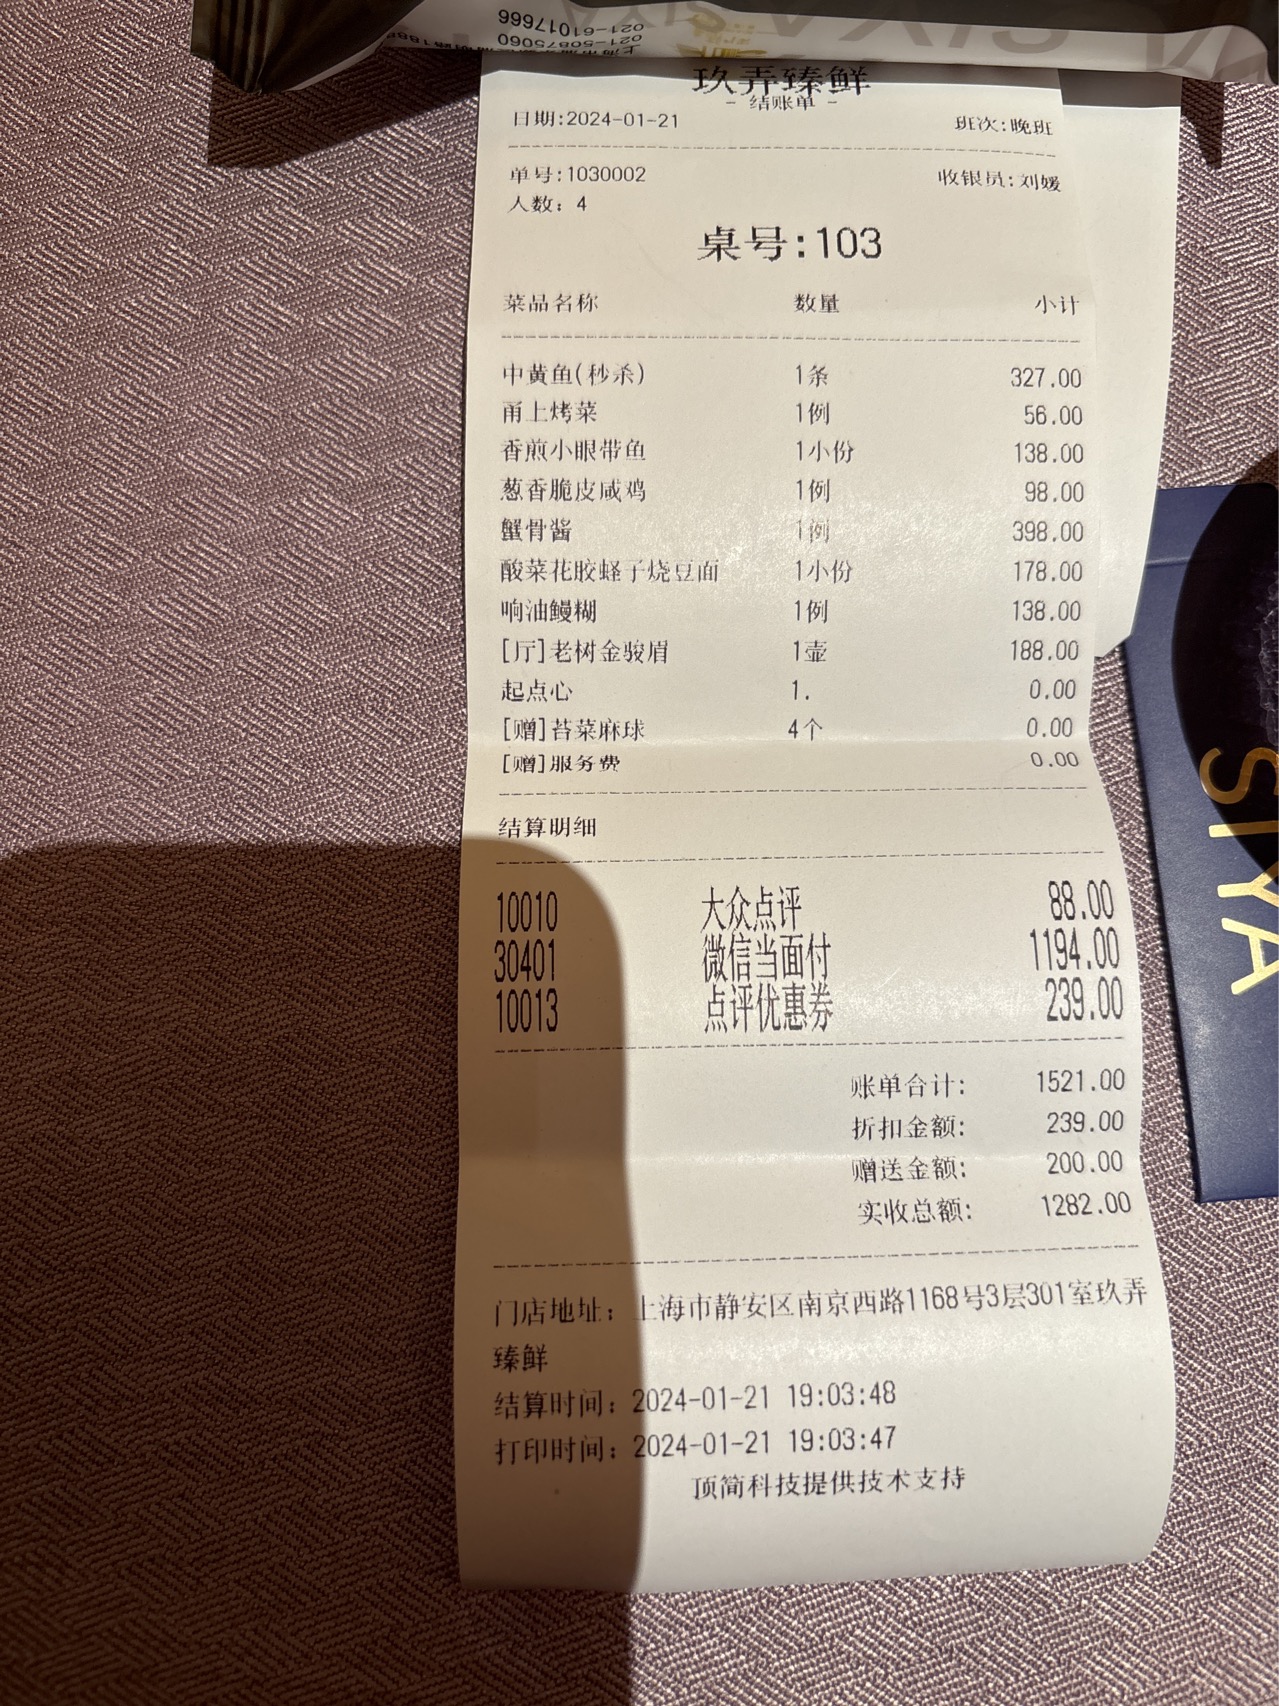 021-61017666
021-50875060
SIYA
玖弄臻鲜
- 结账单 -
日期:2024-01-21 班次:晚班
单号:1030002 收银员:刘媛
人数: 4
桌号:103
菜品名称 数量 小计
中黄鱼(秒杀) 1条 327.00
甬上烤菜 1例 56.00
香煎小眼带鱼 1小份 138.00
葱香脆皮咸鸡 1例 98.00
蟹骨酱 1例 398.00
酸菜花胶蛏子烧豆面 1小份 178.00
响油鳗糊 1例 138.00
[厅]老树金骏眉 1壶 188.00
起点心 1. 0.00
[赠]苔菜麻球 4个 0.00
[赠]服务费 0.00
结算明细
10010 大众点评 88.00
30401 微信当面付 1194.00
10013 点评优惠券 239.00
账单合计: 1521.00
折扣金额: 239.00
赠送金额: 200.00
实收总额: 1282.00
门店地址: 上海市静安区南京西路1168号3层301室玖弄
臻鲜
结算时间: 2024-01-21 19:03:48
打印时间: 2024-01-21 19:03:47
顶简科技提供技术支持
SIYA